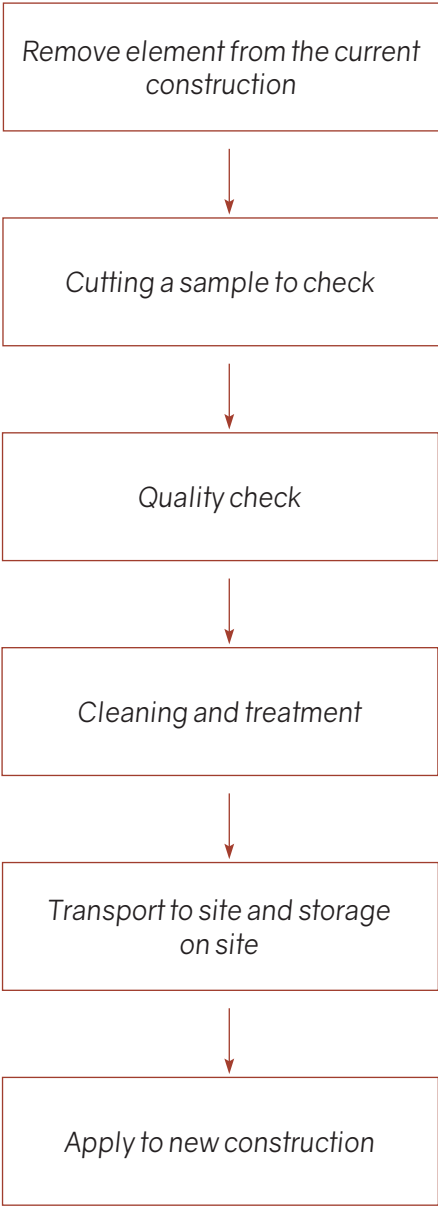 Remove element from the current
construction
Cutting a sample to check
Quality check
Cleaning and treatment
Transport to site and storage
on site
Apply to new construction